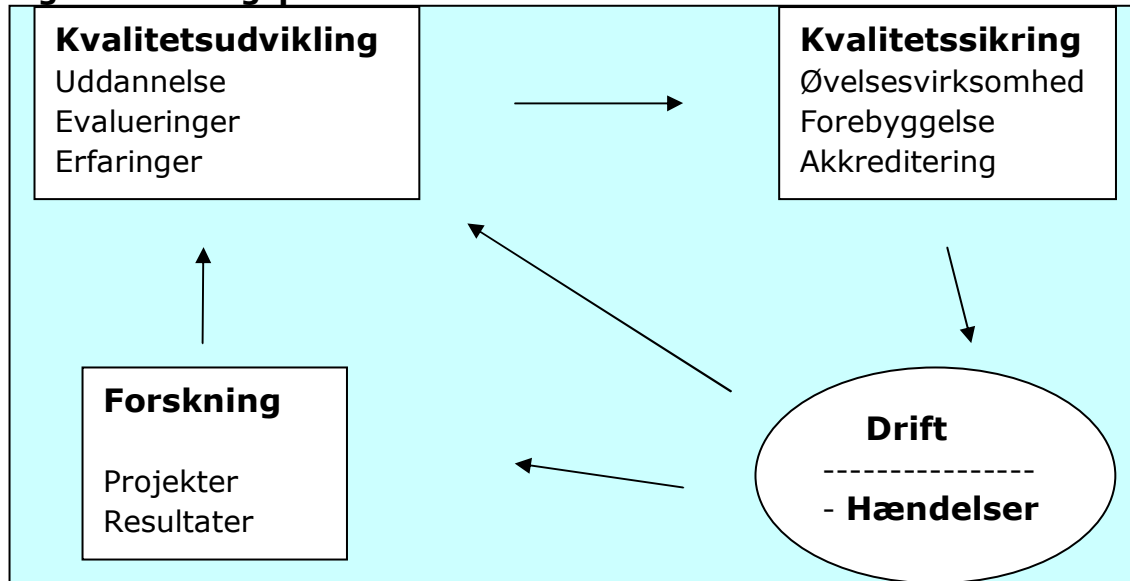 Kvalitetsudvikling
Uddannelse
Evalueringer
Erfaringer
Kvalitetssikring
Øvelsesvirksomhed
Forebyggelse
Akkreditering
Forskning
Projekter
Resultater
Drift
----------------
- Hændelser